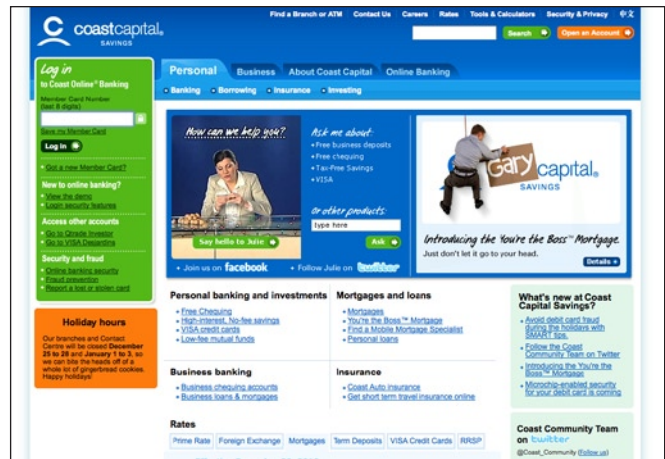 Find a Branch or ATM Contact Us Careers Rates Tools & Calculators Security & Privacy 中文
coastcapital®
SAVINGS
Search
Open an Account
Log in
to Coast Online® Banking
Member Card Number
(last 8 digits)
Save my Member Card
Log in
Got a new Member Card?
New to online banking?
View the demo
Login security features
Access other accounts
Go to Qtrade Investor
Go to VISA Desjardins
Security and fraud
Online banking security
Fraud prevention
Report a lost or stolen card
Personal Business About Coast Capital Online Banking
Banking Borrowing Insurance Investing
How can we help you?
Say hello to Julie
Ask me about:
Free business deposits
Free chequing
Tax-Free Savings
VISA
Or other products:
type here
Ask
Join us on facebook
Follow Julie on twitter
Gary capital®
SAVINGS
Introducing the You're the Boss™ Mortgage.
Just don't let it go to your head.
Details
Holiday hours
Our branches and Contact
Centre will be closed December
25 to 28 and January 1 to 3, so
we can bite the heads off of a
whole lot of gingerbread cookies.
Happy holidays!
Personal banking and investments
Free Chequing
High-interest, No-fee savings
VISA credit cards
Low-fee mutual funds
Mortgages and loans
Mortgages
You're the Boss™ Mortgage
Find a Mobile Mortgage Specialist
Personal loans
Business banking
Business chequing accounts
Business loans & mortgages
Insurance
Coast Auto insurance
Get short term travel insurance online
Rates
Prime Rate Foreign Exchange Mortgages Term Deposits VISA Credit Cards RRSP
What's new at Coast
Capital Savings?
Avoid debit card fraud
during the holidays with
SMART tips.
Follow the Coast
Community Team on Twitter
Introducing the You're the
Boss™ Mortgage
Microchip-enabled security
for your debit card is coming
Coast Community Team
on twitter
@Coast_Community (Follow us)